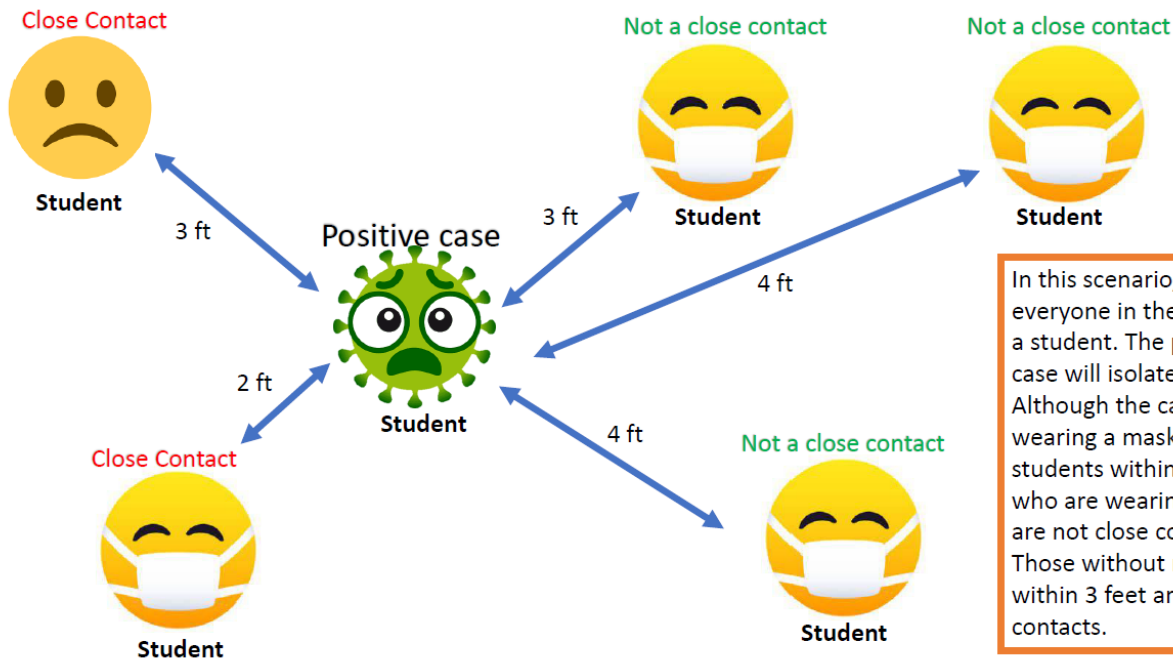 Close Contact
Not a close contact
Not a close contact
Student
3 ft
Positive case
3 ft
Student
Student
4 ft
In this scenario,
everyone in the
a student. The
case will isolate
Although the
wearing a mask
students within
who are wearin
are not close
Those without
within 3 feet
contacts.
2 ft
Student
4 ft
Close Contact
Not a close contact
Student
Student